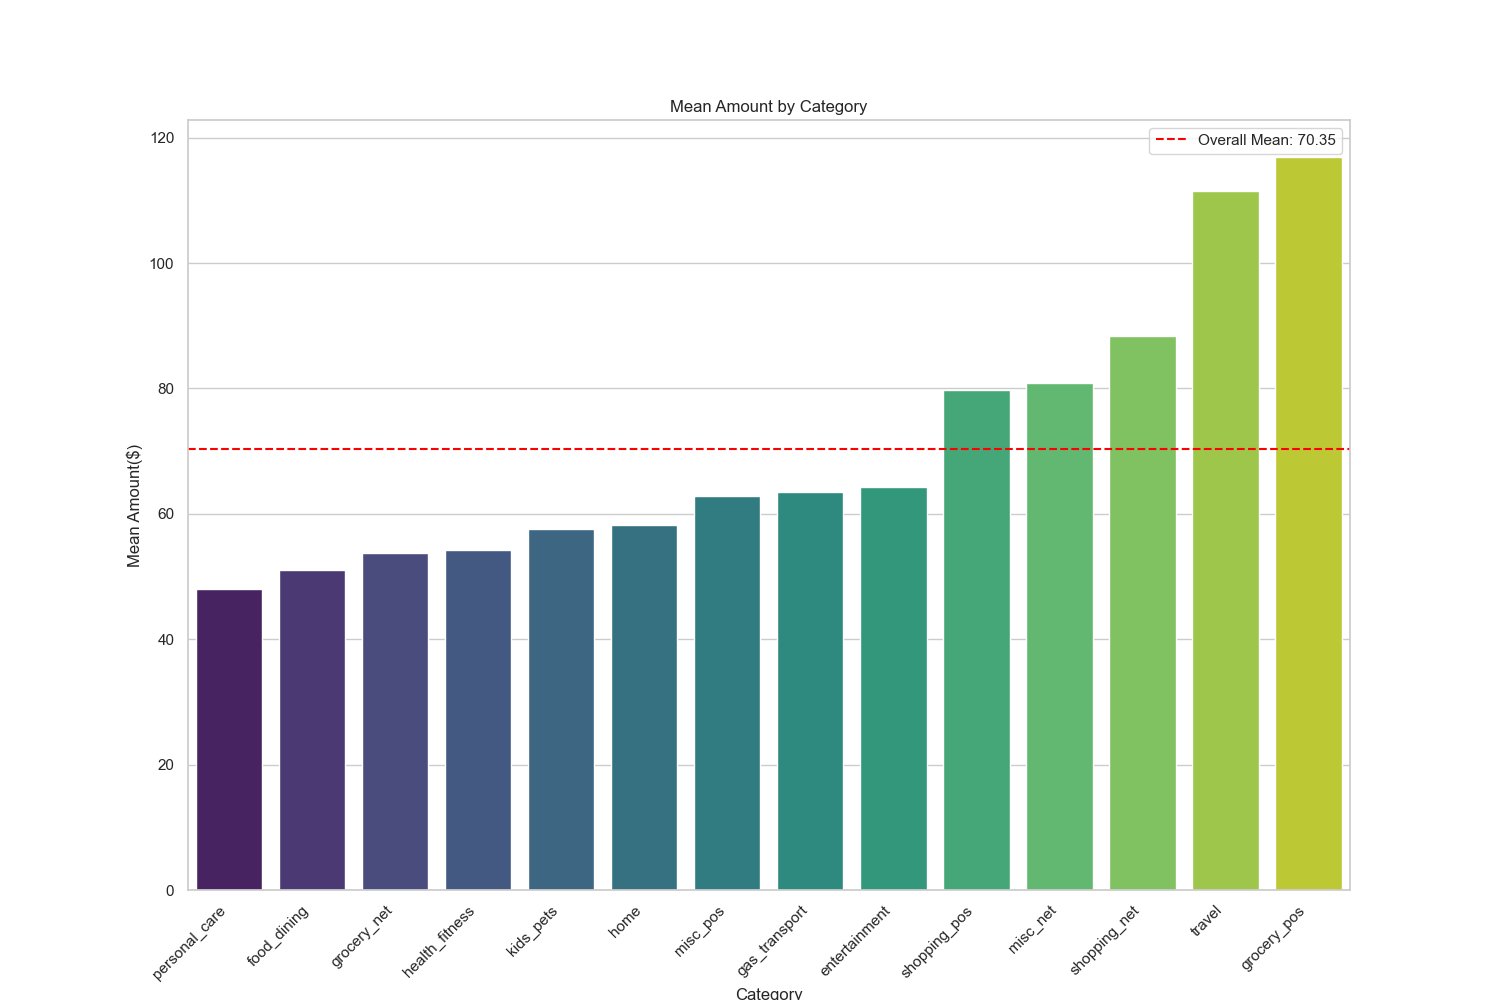 Mean Amount by Category
Overall Mean: 70.35
Mean Amount($)
120
100
80
60
40
20
0
personal_care
food_dining
grocery_net
health_fitness
kids_pets
home
misc_pos
gas_transport
entertainment
shopping_pos
misc_net
shopping_net
travel
grocery_pos
Category